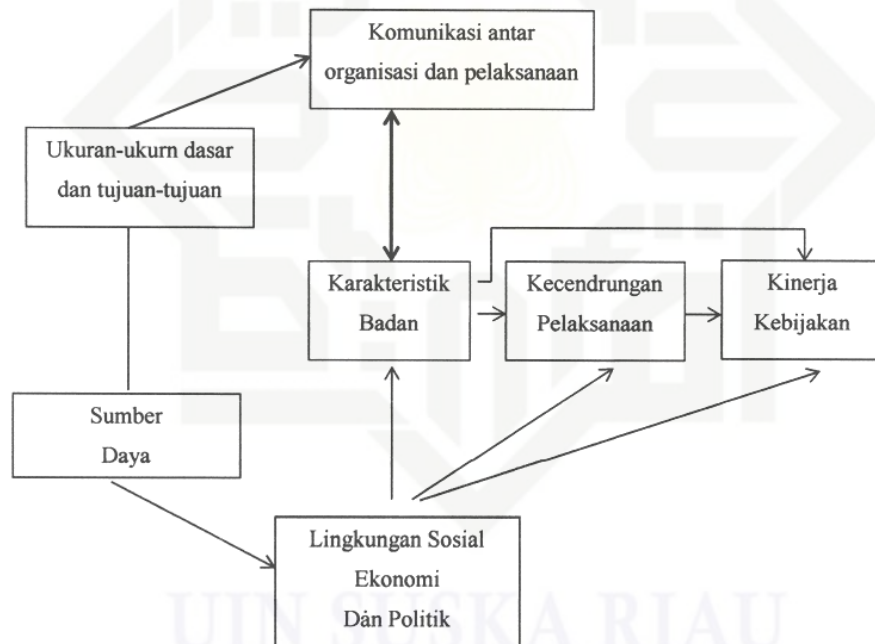 Komunikasi antar
organisasi dan pelaksanaan
Ukuran-ukurn dasar
dan tujuan-tujuan
Karakteristik
Badan
Kecendrungan
Pelaksanaan
Kinerja
Kebijakan
Sumber
Daya
Lingkungan Sosial
Ekonomi
Dan Politik
UIN SUSKA RIAU